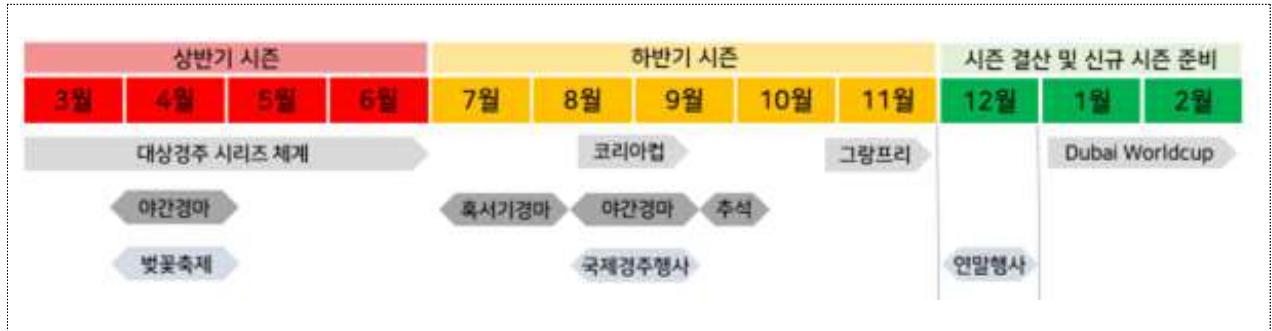 상반기 시즌 하반기 시즌 시즌 결산 및 신규 시즌 준비
3월 4월 5월 6월 7월 8월 9월 10월 11월 12월 1월 2월
대상경주 시리즈 체계 코리아컵 그랑프리 Dubai Worldcup
야간경마 혹서기경마 야간경마 추석
벚꽃축제 국제경주행사 연말행사